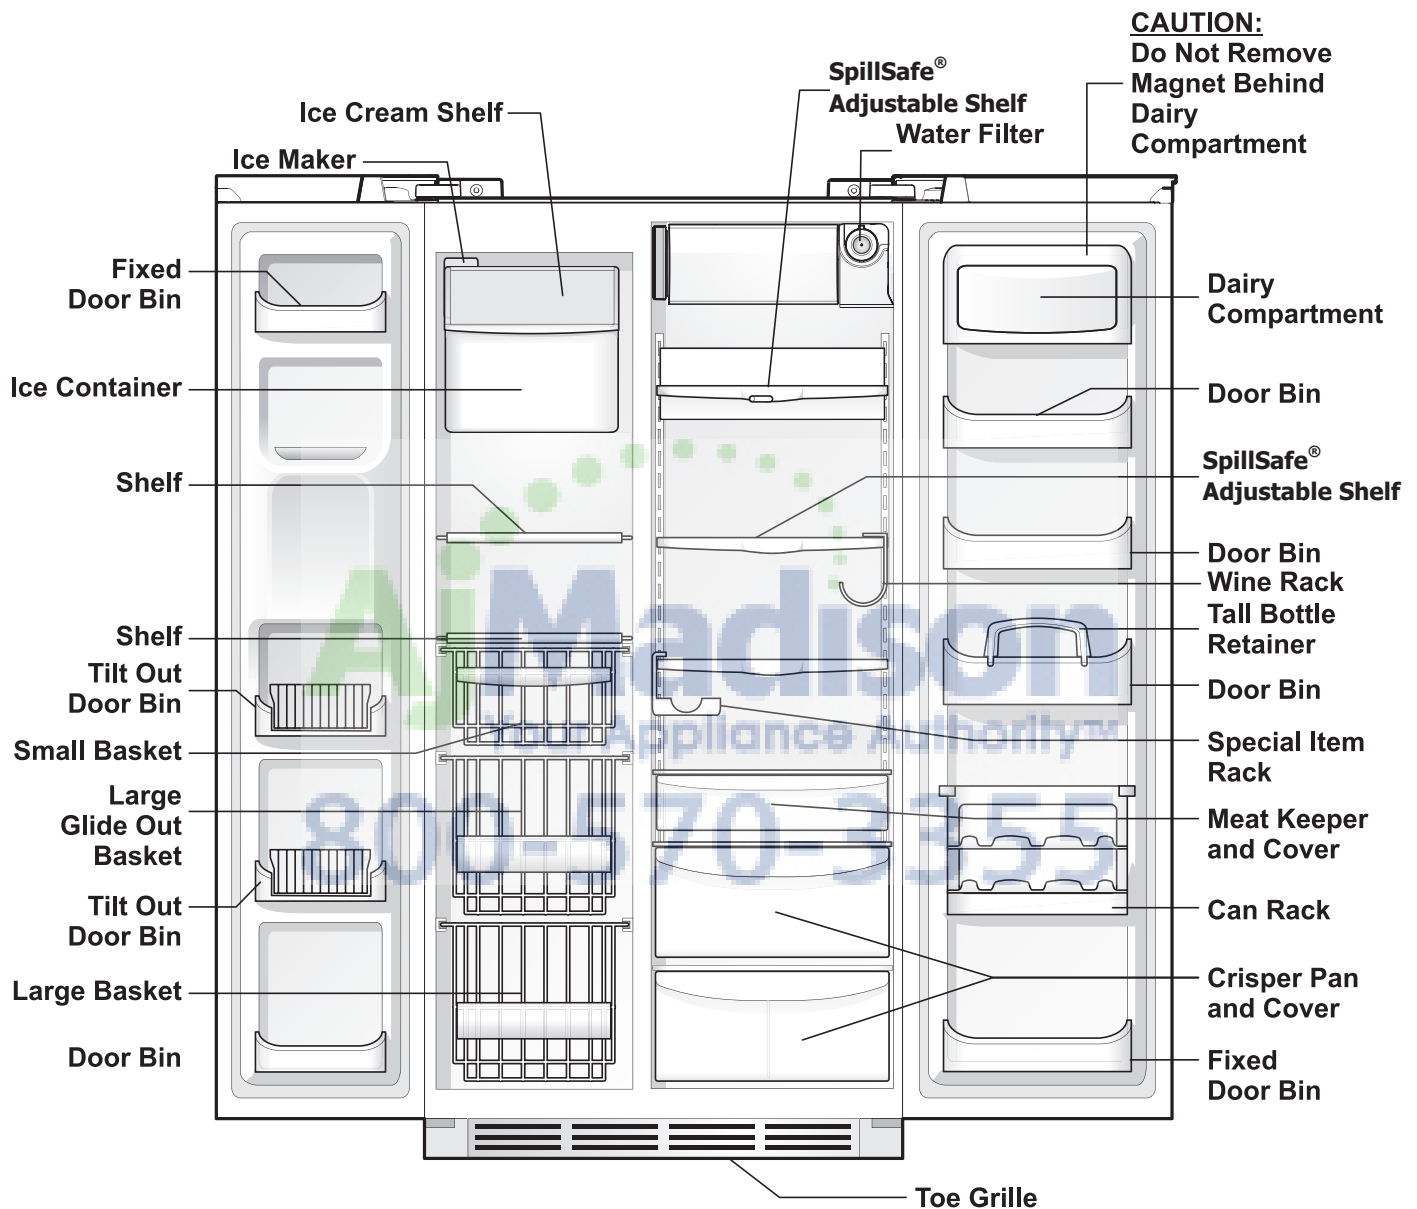 CAUTION:
Do Not Remove
Magnet Behind
Dairy
Compartment
SpillSafe®
Adjustable Shelf
Water Filter
Ice Cream Shelf
Ice Maker
Fixed
Door Bin
Ice Container
Shelf
Shelf
Tilt Out
Door Bin
Small Basket
Large
Glide Out
Basket
Tilt Out
Door Bin
Large Basket
Door Bin
Dairy
Compartment
Door Bin
SpillSafe®
Adjustable Shelf
Door Bin
Wine Rack
Tall Bottle
Retainer
Door Bin
Special Item
Rack
Meat Keeper
and Cover
Can Rack
Crisper Pan
and Cover
Fixed
Door Bin
Toe Grille
AjMadison
Your Appliance Authority™
800-570-3355